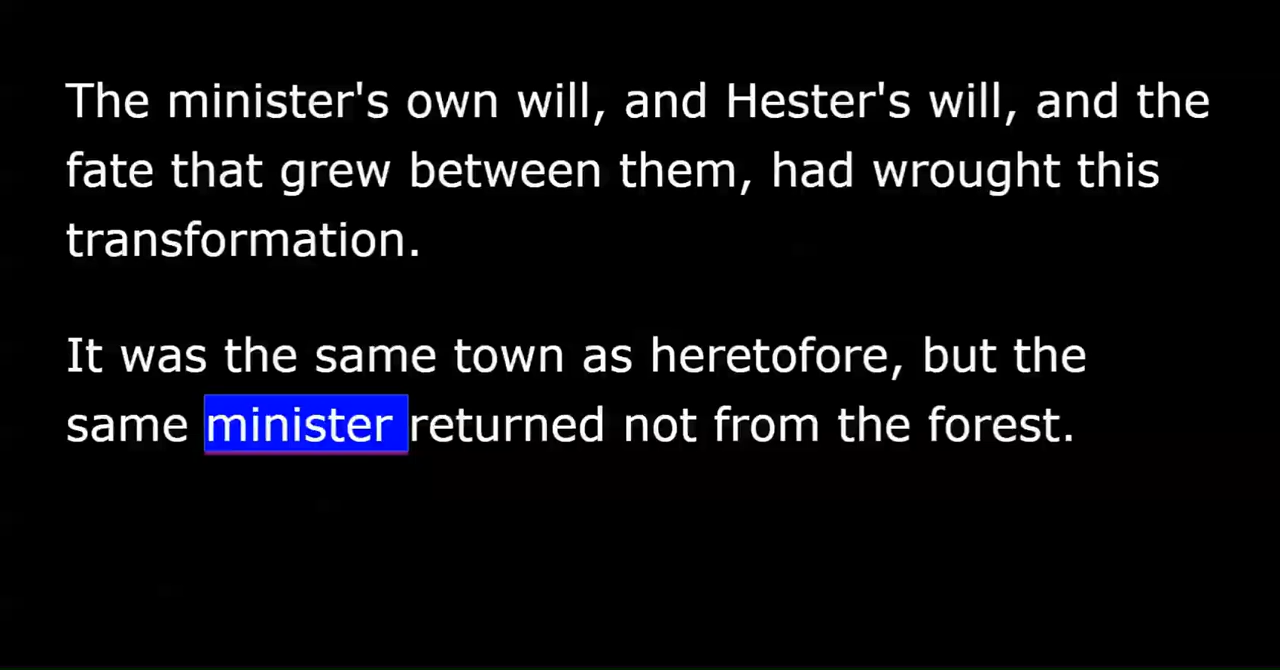 The minister's own will, and Hester's will, and the
fate that grew between them, had wrought this
transformation.
It was the same town as heretofore, but the
same minister returned not from the forest.